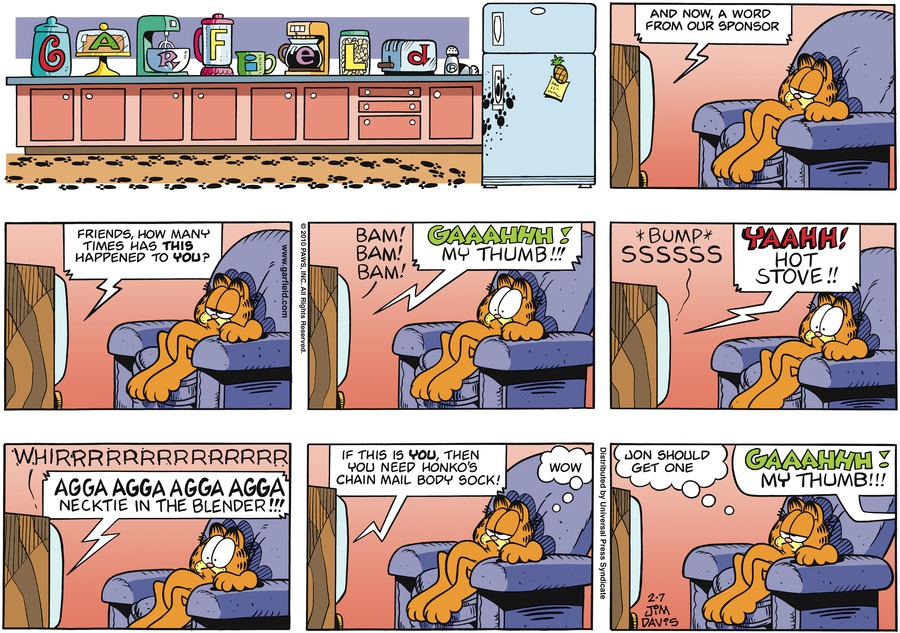 GARFieLd
AND NOW, A WORD
FROM OUR SPONSOR
FRIENDS, HOW MANY
TIMES HAS THIS
HAPPENED TO YOU?
www.garfield.com
© 2010 PAWS, INC. All Rights Reserved.
BAM!
BAM!
BAM!
GAAAHHH!
MY THUMB!!!
*BUMP*
SSSSSS
YAAHH!
HOT
STOVE!!
WHIRRRRRRRRRRRRRR
AGGA AGGA AGGA AGGA
NECKTIE IN THE BLENDER!!!
IF THIS IS YOU, THEN
YOU NEED HONKO'S
CHAIN MAIL BODY SOCK!
WOW
Distributed by Universal Press Syndicate
JON SHOULD
GET ONE
GAAAHHH!
MY THUMB!!!
2-7
JIM
DAVIS